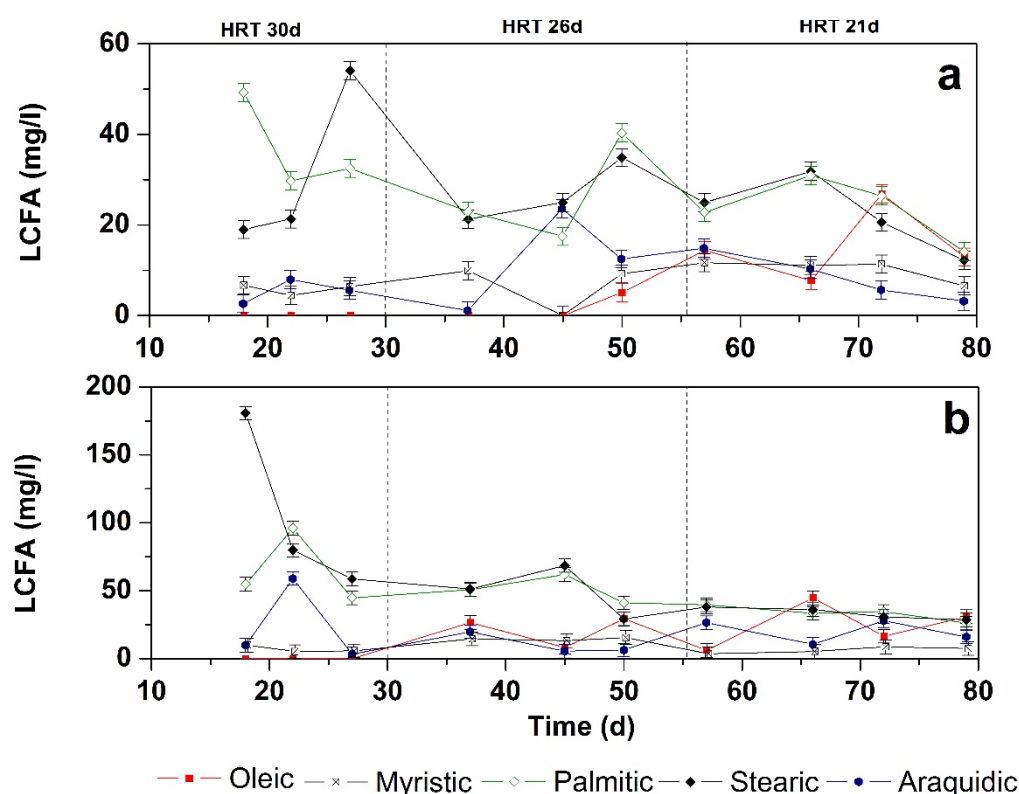 HRT 30d HRT 26d HRT 21d
a
LCFA (mg/l)
60
40
20
0
10 20 30 40 50 60 70 80
b
LCFA (mg/l)
200
150
100
50
0
10 20 30 40 50 60 70 80
Time (d)
Oleic Myristic Palmitic Stearic Araquidic